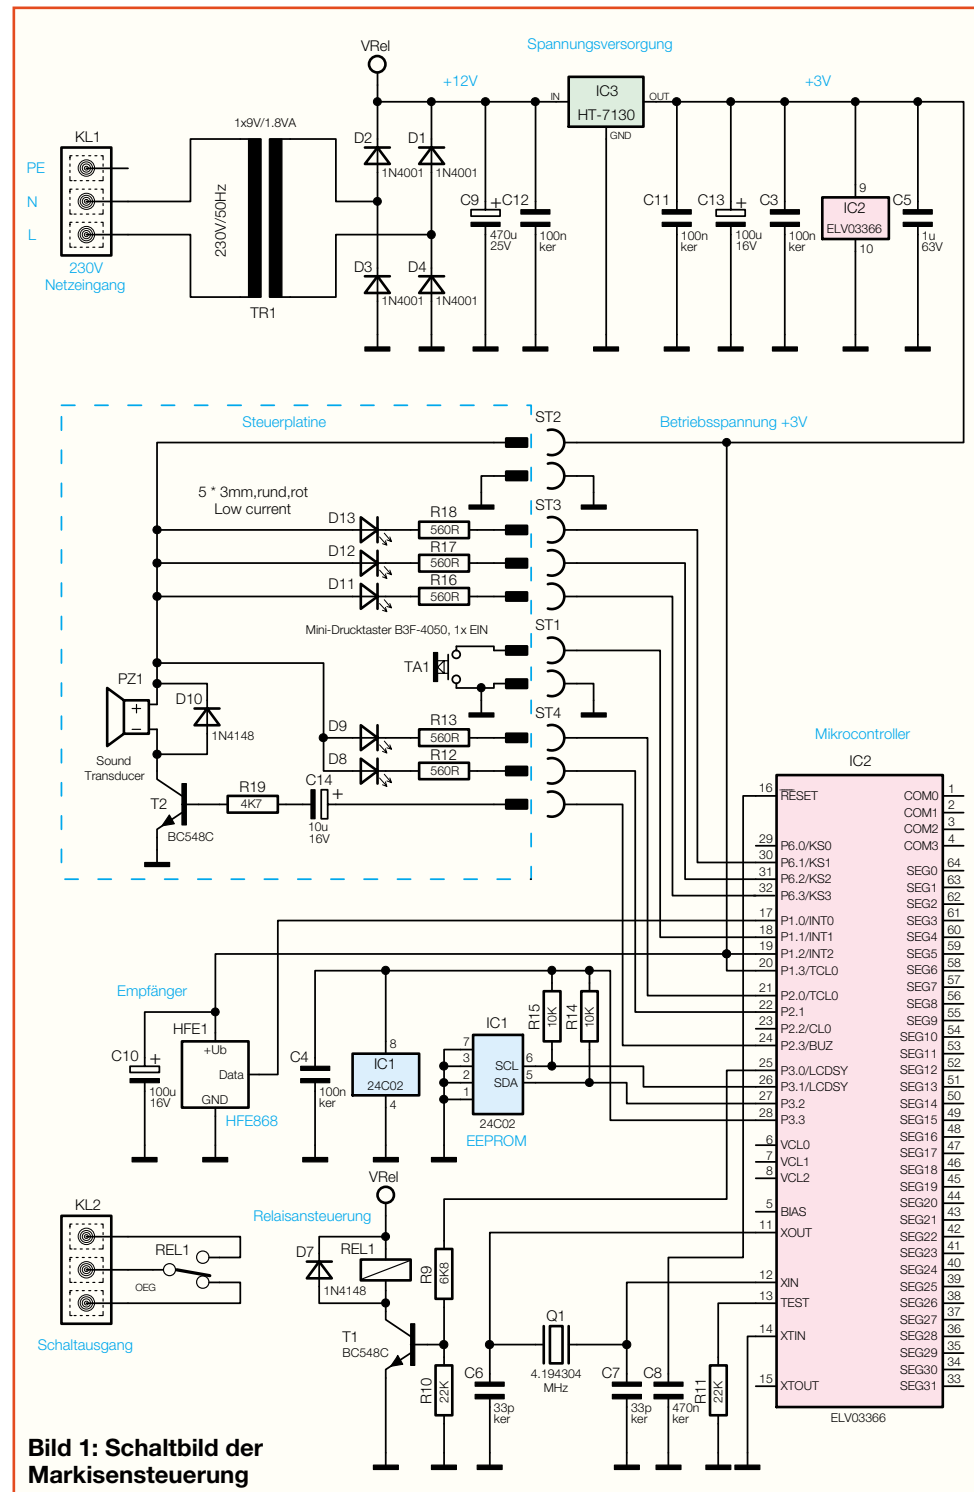 VRel
Spannungsversorgung
+12V
+3V
IN
IC3
HT-7130
OUT
GND
1x9V/1.8VA
KL1
PE
N
L
230V
Netzeingang
230V/50Hz
TR1
D2
1N4001
D1
1N4001
D3
1N4001
D4
1N4001
C9
+
470u
25V
C12
100n
ker
C11
100n
ker
C13
+
100u
16V
C3
100n
ker
9
IC2
ELV03366
10
C5
1u
63V
Steuerplatine
ST2
Betriebsspannung +3V
5 * 3mm,rund,rot
Low current
ST3
D13
R18
560R
D12
R17
560R
D11
R16
560R
Mini-Drucktaster B3F-4050, 1x EIN
ST1
TA1
PZ1
+
−
Sound
Transducer
D10
1N4148
D9
R13
560R
ST4
D8
R12
560R
T2
BC548C
R19
4K7
C14
+
10u
16V
Mikrocontroller
IC2
16 RESET
29 P6.0/KS0
30 P6.1/KS1
31 P6.2/KS2
32 P6.3/KS3
17 P1.0/INT0
18 P1.1/INT1
19 P1.2/INT2
20 P1.3/TCL0
21 P2.0/TCL0
22 P2.1
23 P2.2/CL0
24 P2.3/BUZ
25 P3.0/LCDSY
26 P3.1/LCDSY
27 P3.2
28 P3.3
6 VCL0
7 VCL1
8 VCL2
5 BIAS
11 XOUT
12 XIN
13 TEST
14 XTIN
15 XTOUT
COM0 1
COM1 2
COM2 3
COM3 4
SEG0 64
SEG1 63
SEG2 62
SEG3 61
SEG4 60
SEG5 59
SEG6 58
SEG7 57
SEG8 56
SEG9 55
SEG10 54
SEG11 53
SEG12 52
SEG13 51
SEG14 50
SEG15 49
SEG16 48
SEG17 47
SEG18 46
SEG19 45
SEG20 44
SEG21 43
SEG22 42
SEG23 41
SEG24 40
SEG25 39
SEG26 38
SEG27 37
SEG28 36
SEG29 35
SEG30 34
SEG31 33
ELV03366
Empfänger
HFE1
+Ub
Data
GND
HFE868
C10
+
100u
16V
C4
100n
ker
8
IC1
24C02
4
IC1
7
3
2
1
SCL 6
SDA 5
24C02
EEPROM
R15
10K
R14
10K
VRel
KL2
REL1
OEG
Schaltausgang
Relaisansteuerung
D7
1N4148
REL1
T1
BC548C
R9
6K8
R10
22K
C6
33p
ker
Q1
4.194304
MHz
C7
33p
ker
C8
470n
ker
R11
22K
Bild 1: Schaltbild der
Markisensteuerung